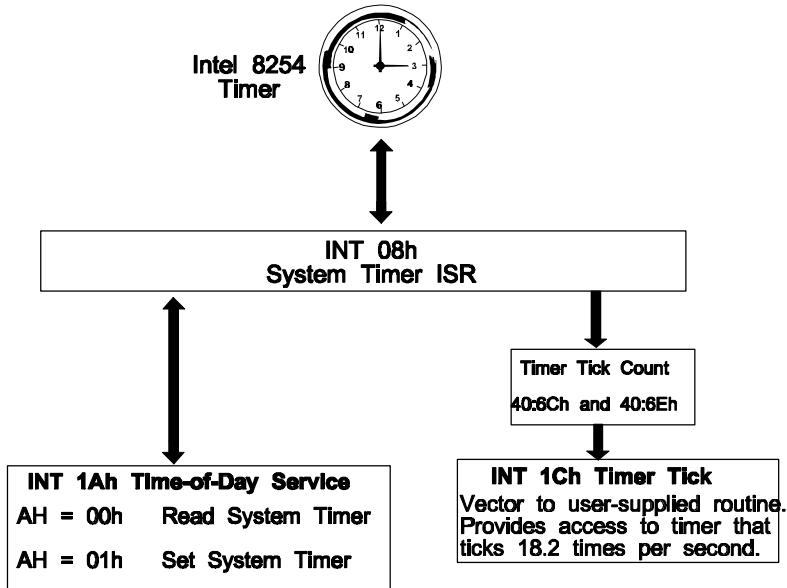 12
11
1
10
2
9
3
8
4
7
5
6
Intel 8254
Timer
INT 08h
System Timer ISR
Timer Tick Count
40:6Ch and 40:6Eh
INT 1Ah Time-of-Day Service
AH = 00h Read System Timer
AH = 01h Set System Timer
INT 1Ch Timer Tick
Vector to user-supplied routine.
Provides access to timer that
ticks 18.2 times per second.